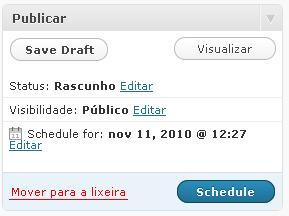 Publicar
Save Draft Visualizar
Status: Rascunho Editar
Visibilidade: Público Editar
Schedule for: nov 11, 2010 @ 12:27
Editar
Mover para a lixeira Schedule